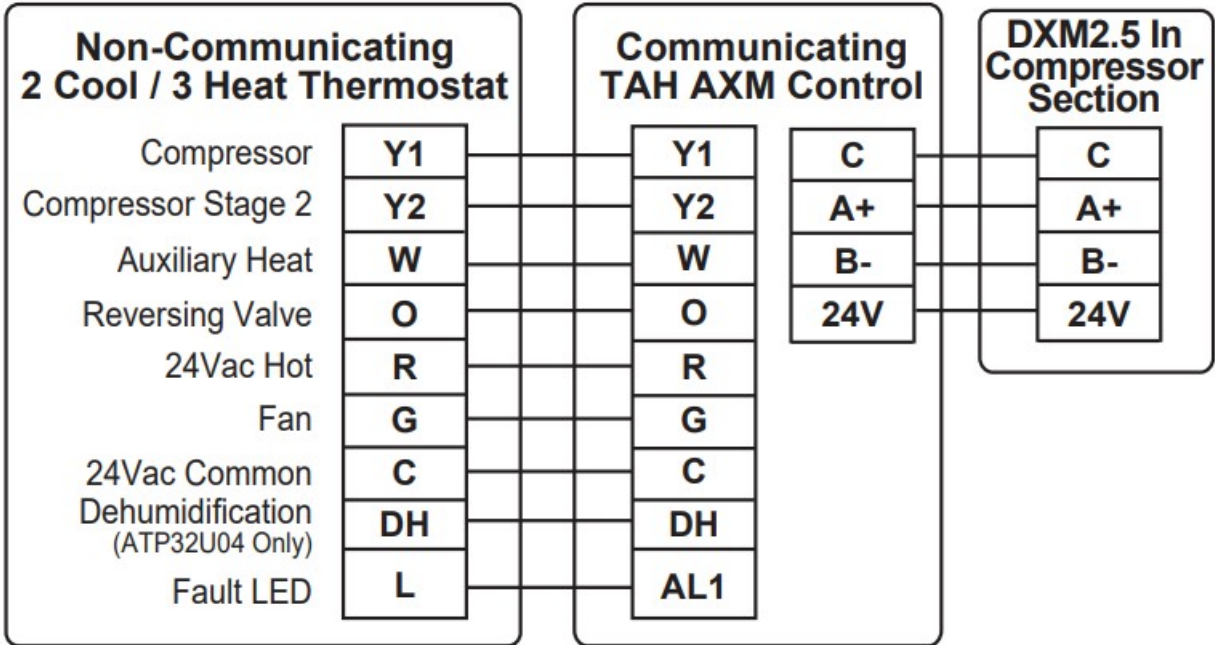 Non-Communicating
2 Cool / 3 Heat Thermostat
Compressor Y1
Compressor Stage 2 Y2
Auxiliary Heat W
Reversing Valve O
24Vac Hot R
Fan G
24Vac Common C
Dehumidification
(ATP32U04 Only) DH
Fault LED L
Communicating
TAH AXM Control
Y1
Y2
W
O
R
G
C
DH
AL1
C
A+
B-
24V
DXM2.5 In
Compressor
Section
C
A+
B-
24V